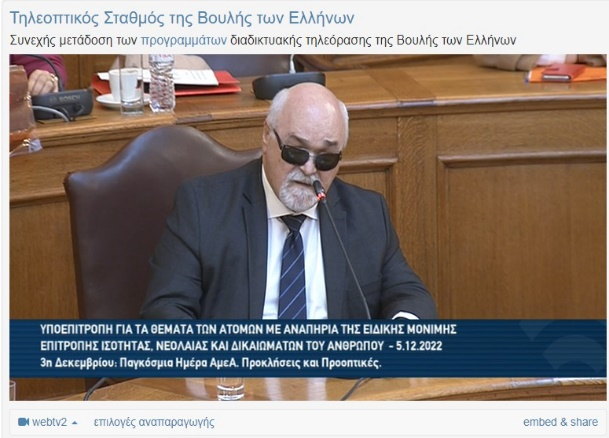 Τηλεοπτικός Σταθμός της Βουλής των Ελλήνων
Συνεχής μετάδοση των προγραμμάτων διαδικτυακής τηλεόρασης της Βουλής των Ελλήνων
ΥΠΟΕΠΙΤΡΟΠΗ ΓΙΑ ΤΑ ΘΕΜΑΤΑ ΤΩΝ ΑΤΟΜΩΝ ΜΕ ΑΝΑΠΗΡΙΑ ΤΗΣ ΕΙΔΙΚΗΣ ΜΟΝΙΜΗΣ
ΕΠΙΤΡΟΠΗΣ ΙΣΟΤΗΤΑΣ, ΝΕΟΛΑΙΑΣ ΚΑΙ ΔΙΚΑΙΩΜΑΤΩΝ ΤΟΥ ΑΝΘΡΩΠΟΥ - 5.12.2022
3η Δεκεμβρίου: Παγκόσμια Ημέρα ΑμεΑ. Προκλήσεις και Προοπτικές.
webtv2 επιλογές αναπαραγωγής embed & share